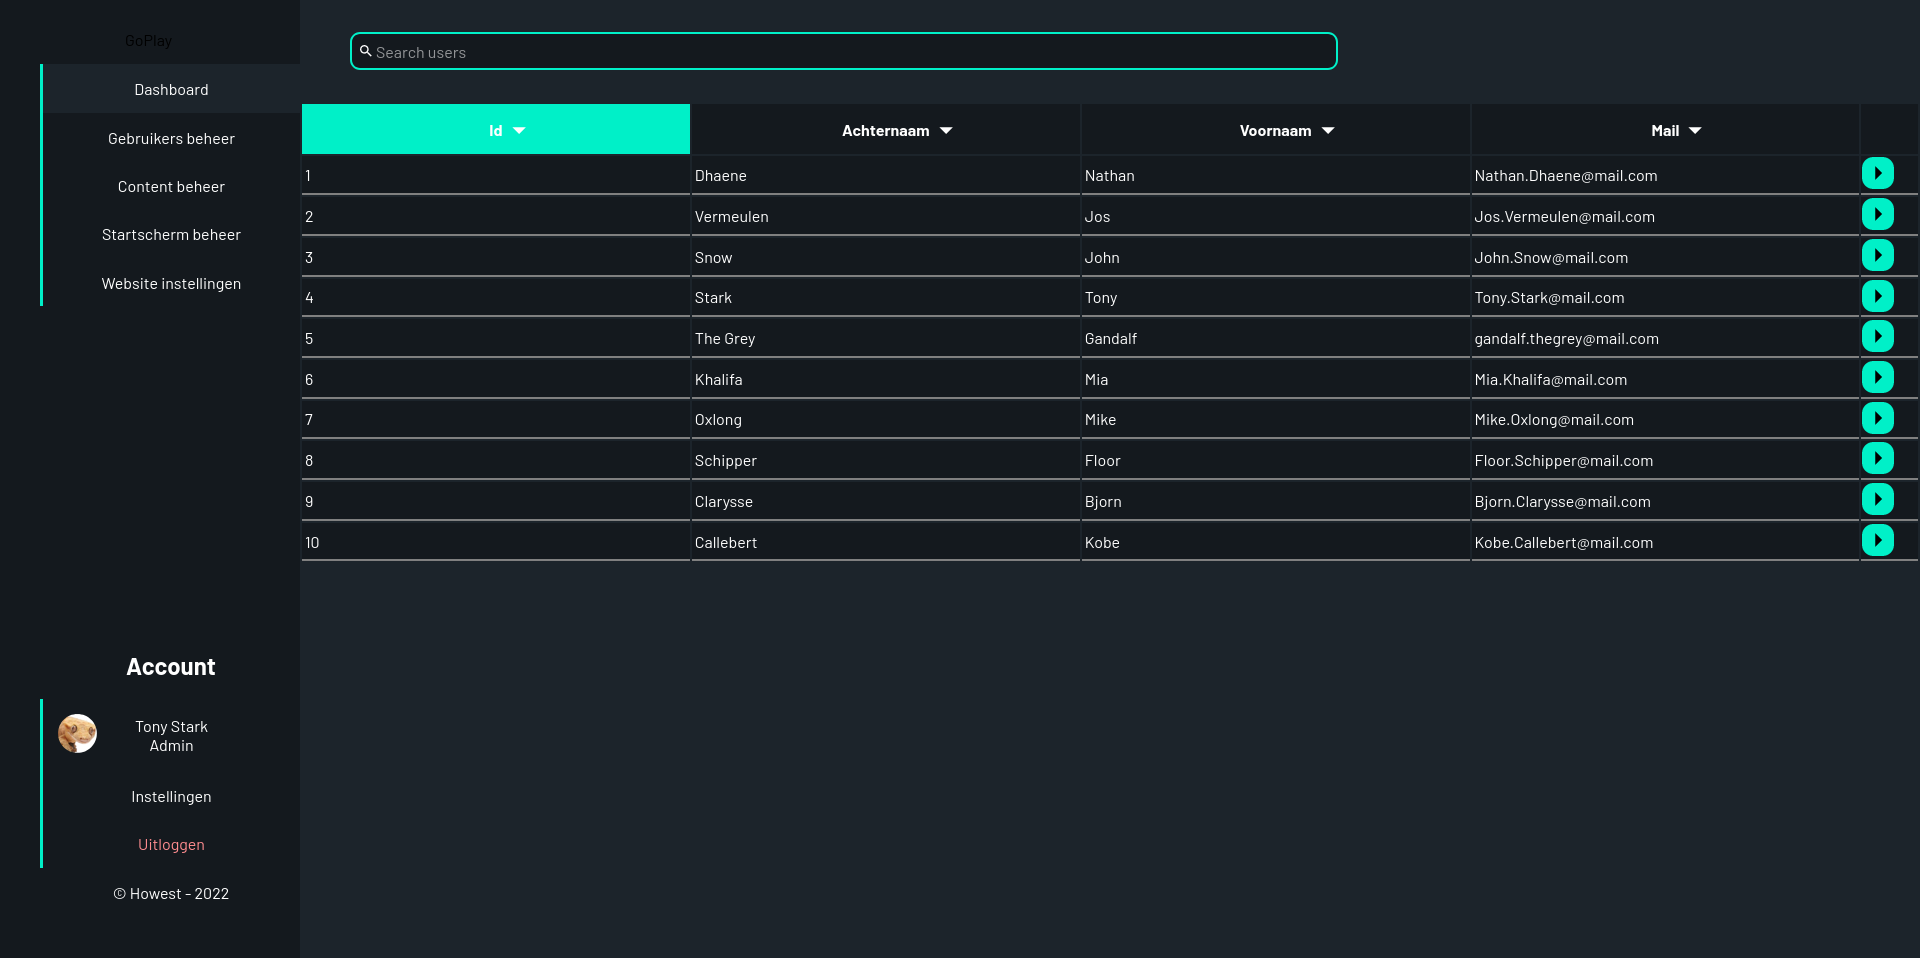 GoPlay
Dashboard
Gebruikers beheer
Content beheer
Startscherm beheer
Website instellingen
Account
Tony Stark
Admin
Instellingen
Uitloggen
© Howest - 2022
Search users
Id Achternaam Voornaam Mail
1 Dhaene Nathan Nathan.Dhaene@mail.com
2 Vermeulen Jos Jos.Vermeulen@mail.com
3 Snow John John.Snow@mail.com
4 Stark Tony Tony.Stark@mail.com
5 The Grey Gandalf gandalf.thegrey@mail.com
6 Khalifa Mia Mia.Khalifa@mail.com
7 Oxlong Mike Mike.Oxlong@mail.com
8 Schipper Floor Floor.Schipper@mail.com
9 Clarysse Bjorn Bjorn.Clarysse@mail.com
10 Callebert Kobe Kobe.Callebert@mail.com